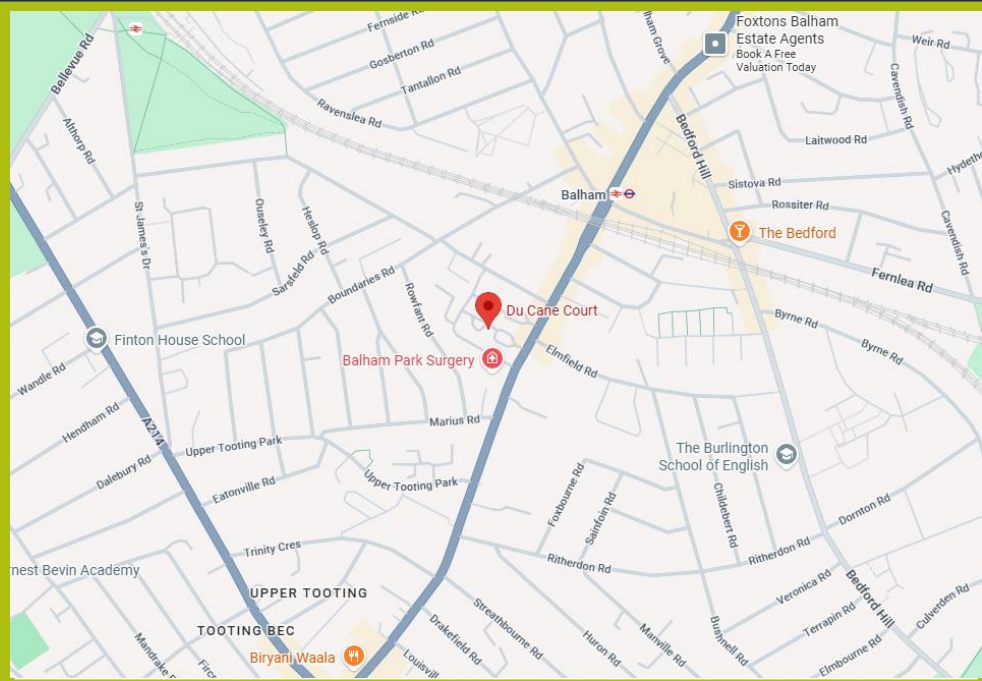 Fernside R
Gosberton Rd
Tantallon Rd
Ravenslea Rd
Bellevue Rd
Althorp Rd
lham Grove
Foxtons Balham
Estate Agents
Book A Free
Valuation Today
Weir Rd
Cavendish Rd
Laitwood Rd
Hydeth
Bedford Hill
Sistova Rd
Rossiter Rd
Balham
The Bedford
Cavendish Rd
Fernlea Rd
St James's Dr
Ouseley Rd
Heslop Rd
Sarsfeld Rd
Boundaries Rd
Rowfant Rd
Du Cane Court
Byrne Rd
Byrne Rd
Finton House School
Balham Park Surgery
Elmfield Rd
Wandle Rd
Hendham Rd
A214
Marius Rd
Upper Tooting Park
Dalebury Rd
Eatonville Rd
Upper Tooting Park
The Burlington
School of English
Foxbourne Rd
Sainfoin Rd
Childebert Rd
Dornton Rd
Trinity Cres
Ritherdon Rd
Ritherdon Rd
rnest Bevin Academy
UPPER TOOTING
TOOTING BEC
Veronica Rd
Bedford Hill
Terrapin Rd
Culverden Rd
Elmbourne Rd
Streathbourne Rd
Drakefield Rd
Huron Rd
Manville Rd
Bushnell Rd
Mandrake R
Firc
Biryani Waala
Louisvill